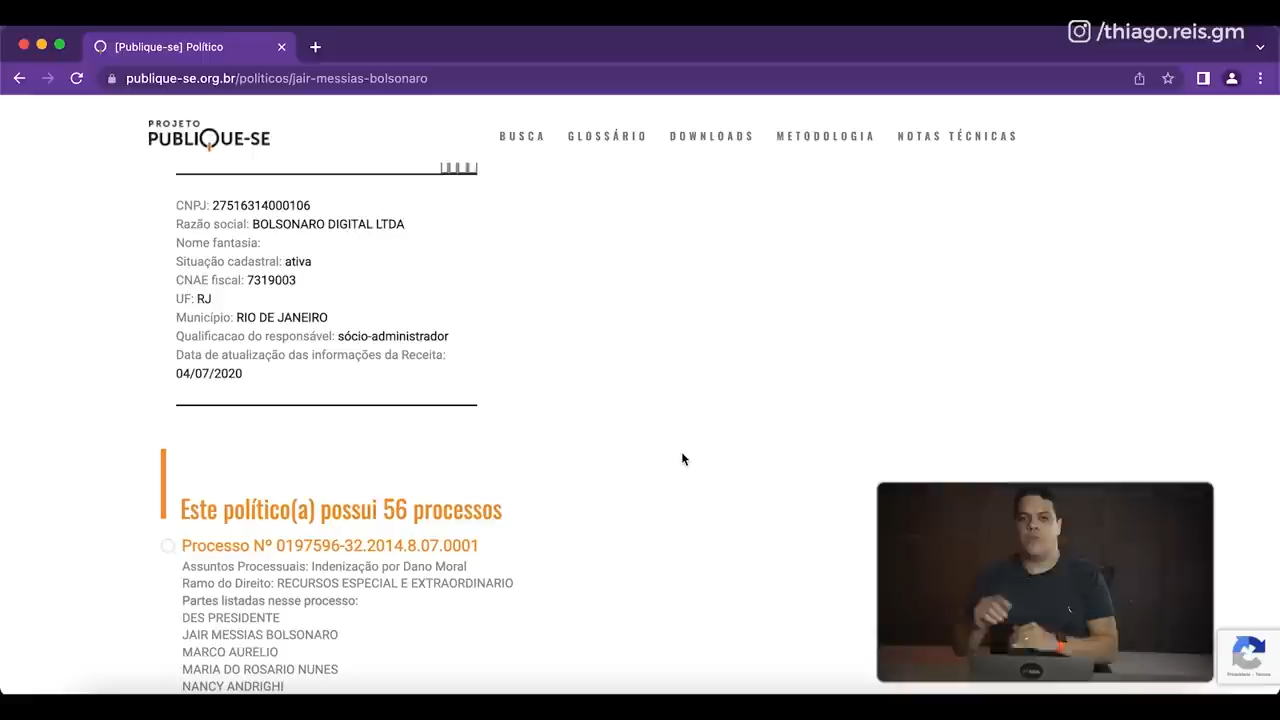 /thiago.reis.gm
[Publique-se] Político
publique-se.org.br/politicos/jair-messias-bolsonaro
PROJETO
PUBLIQUE-SE
BUSCA GLOSSÁRIO DOWNLOADS METODOLOGIA NOTAS TÉCNICAS
CNPJ: 27516314000106
Razão social: BOLSONARO DIGITAL LTDA
Nome fantasia:
Situação cadastral: ativa
CNAE fiscal: 7319003
UF: RJ
Município: RIO DE JANEIRO
Qualificacao do responsável: sócio-administrador
Data de atualização das informações da Receita:
04/07/2020
Este político(a) possui 56 processos
Processo Nº 0197596-32.2014.8.07.0001
Assuntos Processuais: Indenização por Dano Moral
Ramo do Direito: RECURSOS ESPECIAL E EXTRAORDINARIO
Partes listadas nesse processo:
DES PRESIDENTE
JAIR MESSIAS BOLSONARO
MARCO AURELIO
MARIA DO ROSARIO NUNES
NANCY ANDRIGHI